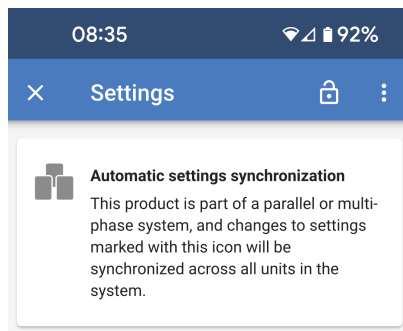 08:35 92%
Settings
Automatic settings synchronization
This product is part of a parallel or multi-
phase system, and changes to settings
marked with this icon will be
synchronized across all units in the
system.